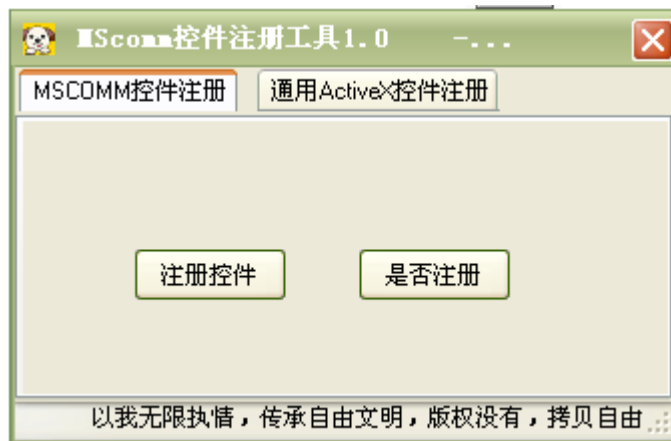 MScomm控件注册工具1.0 -...
MSCOMM控件注册 通用ActiveX控件注册
注册控件 是否注册
以我无限执情，传承自由文明，版权没有，拷贝自由